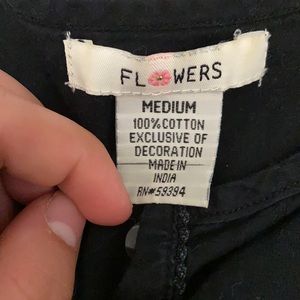 FLOWERS
MEDIUM
100% COTTON
EXCLUSIVE OF
DECORATION
MADE IN
INDIA
RN#59394